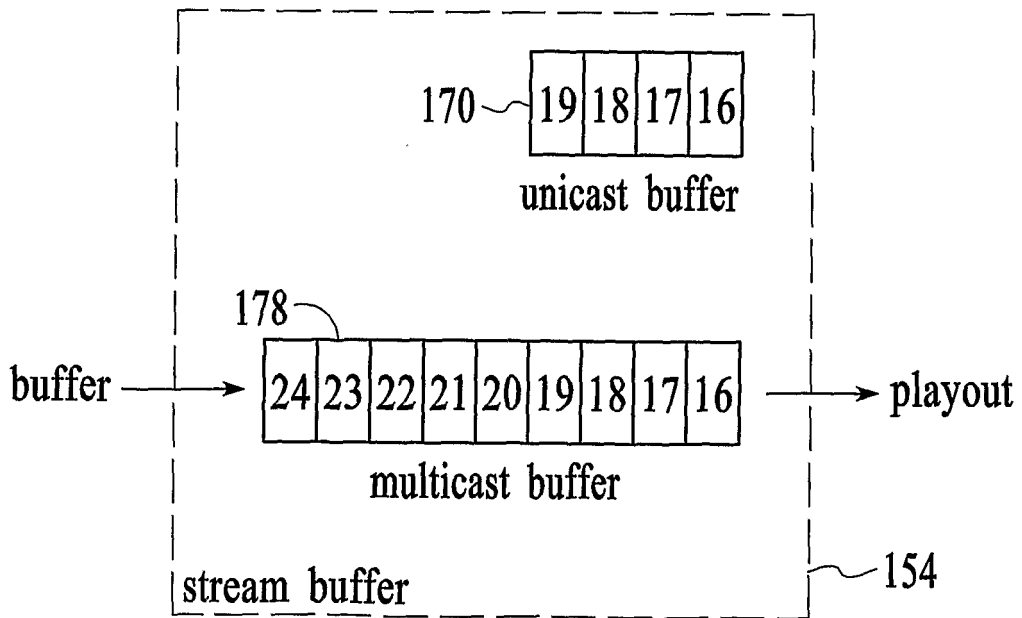 170 19 18 17 16
unicast buffer
178
buffer 24 23 22 21 20 19 18 17 16 playout
multicast buffer
154
stream buffer